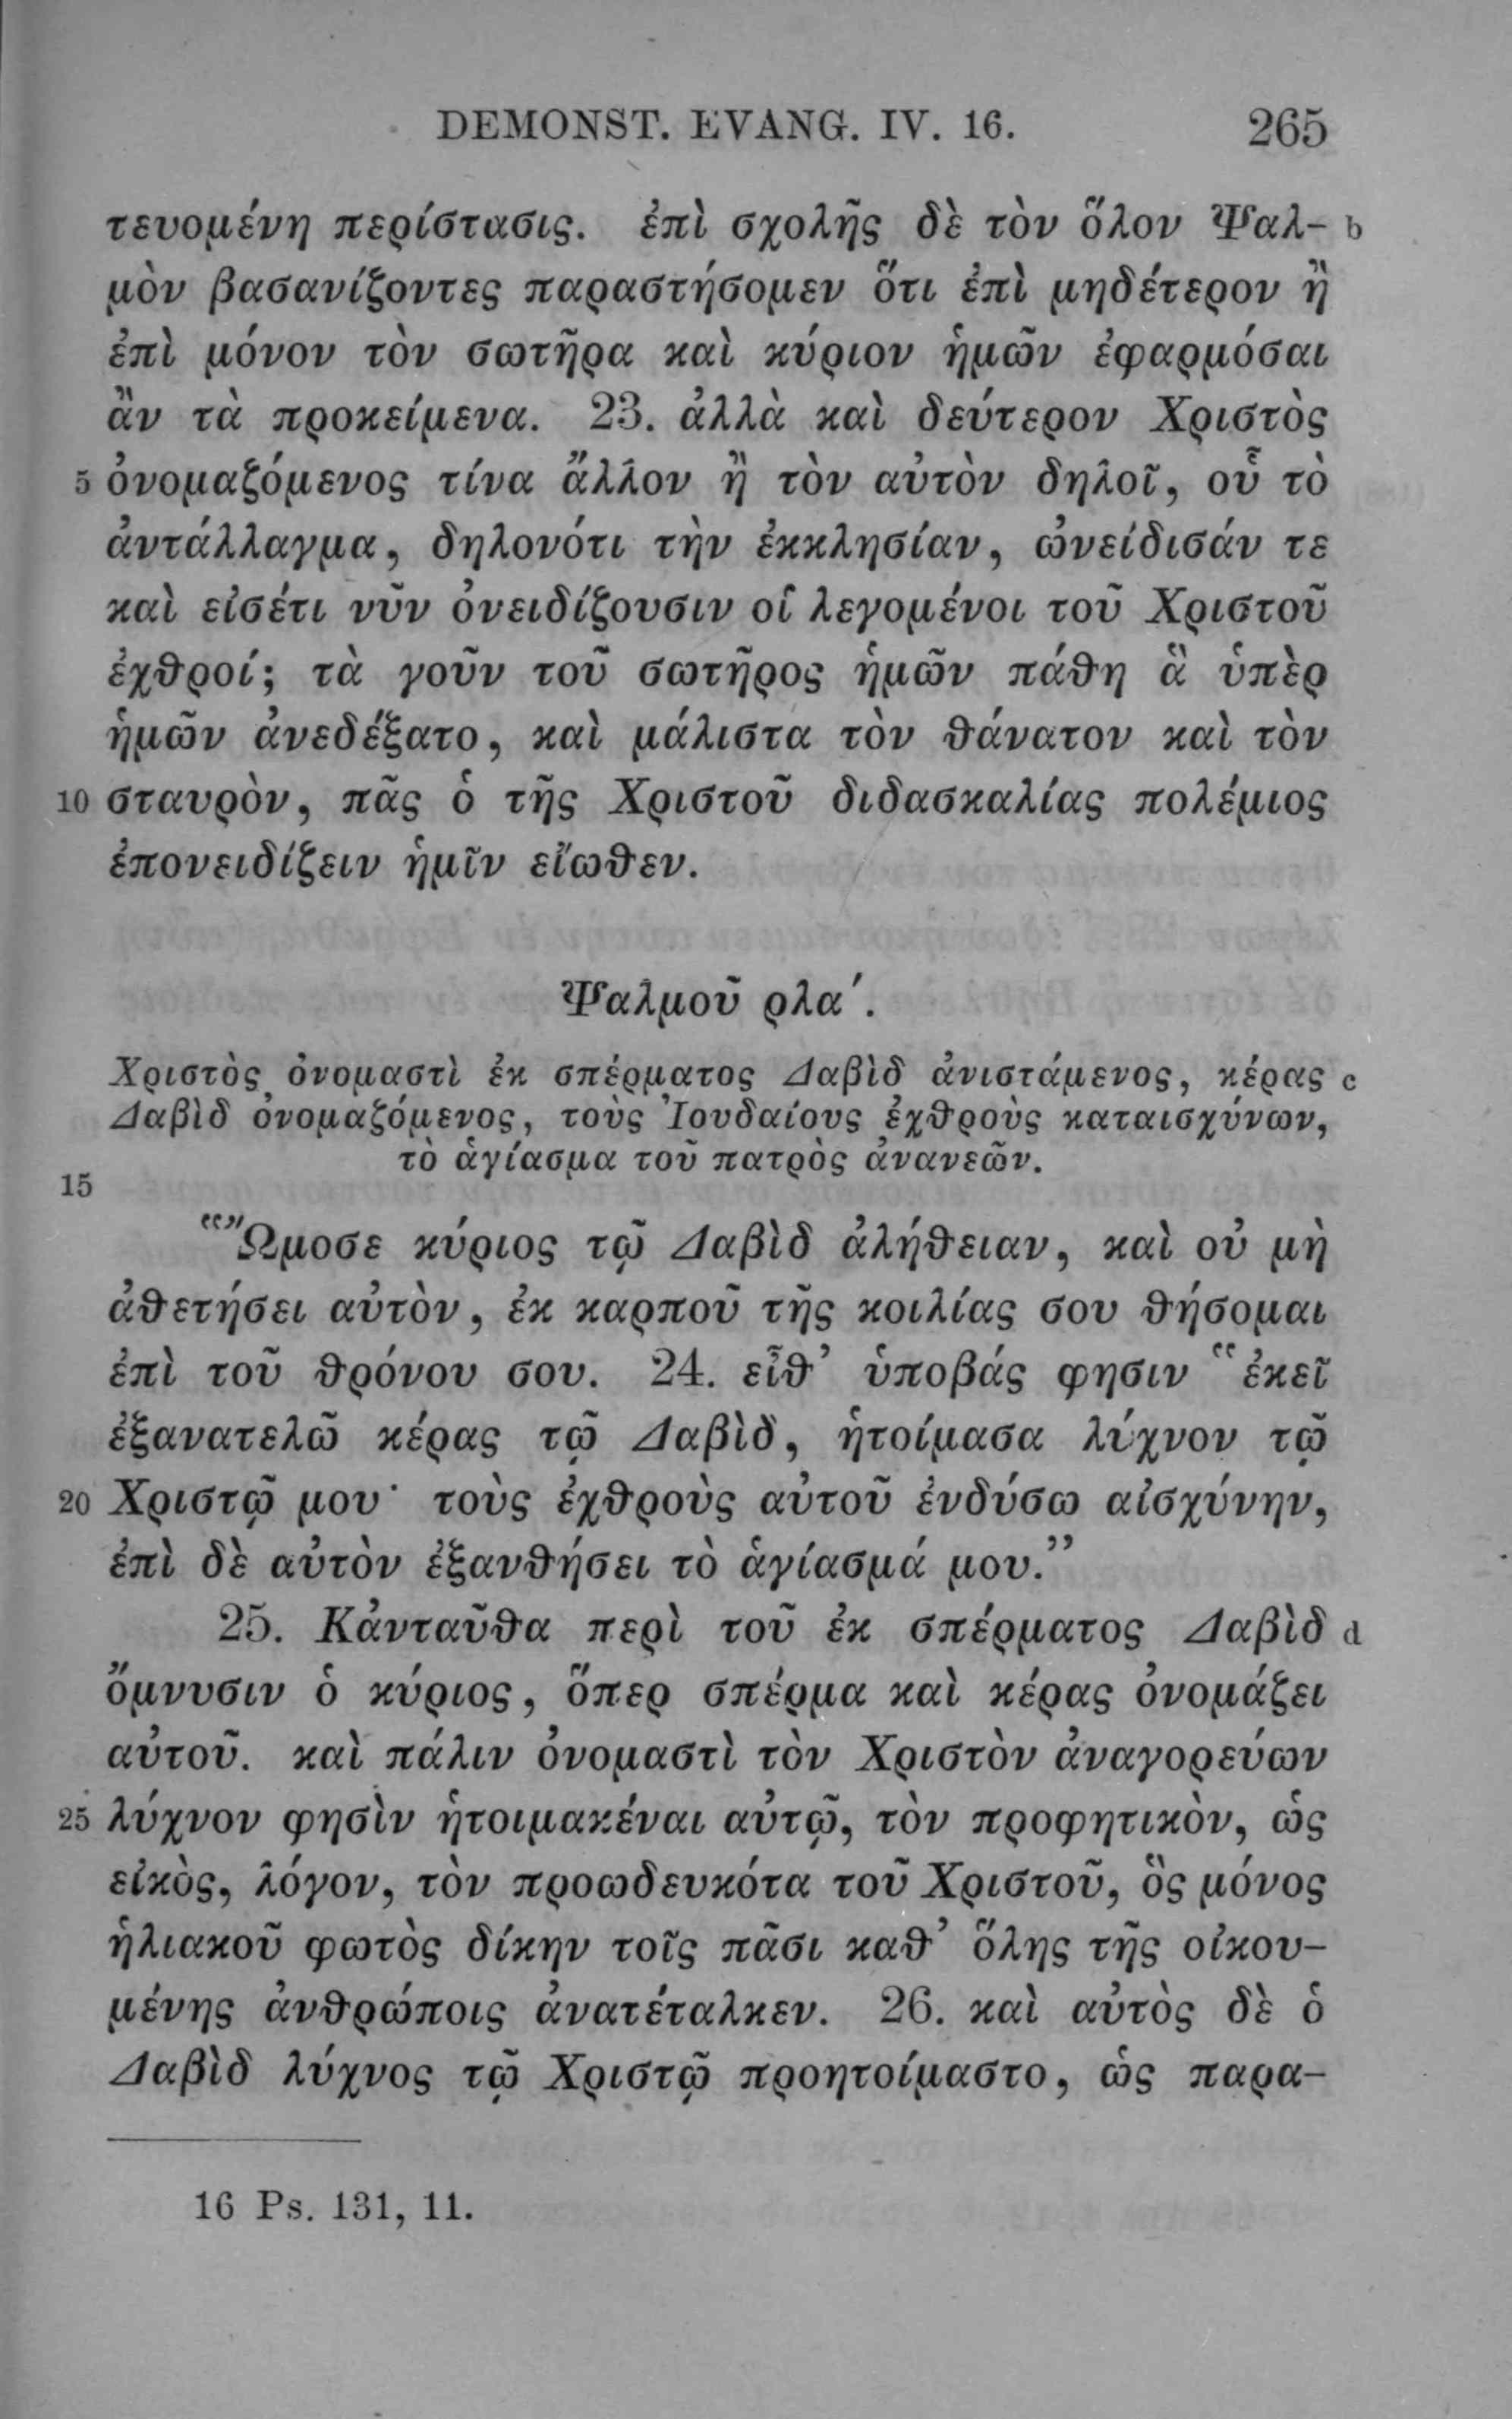 DEMONST. EVANG. IV. 16. 265
τευομένη περίστασις. ἐπὶ σχολῆς δὲ τὸν ὅλον Ψαλ- b
μὸν βασανίζοντες παραστήσομεν ὅτι ἐπὶ μηδέτερον ἢ
ἐπὶ μόνον τὸν σωτῆρα καὶ κύριον ἡμῶν ἐφαρμόσαι
ἂν τὰ προκείμενα. 23. ἀλλὰ καὶ δεύτερον Χριστὸς
5 ὀνομαζόμενος τίνα ἄλλον ἢ τὸν αὐτὸν δηλοῖ, οὗ τὸ
ἀντάλλαγμα, δηλονότι τὴν ἐκκλησίαν, ὠνείδισάν τε
καὶ εἰσέτι νῦν ὀνειδίζουσιν οἱ λεγομένοι τοῦ Χριστοῦ
ἐχθροί; τὰ γοῦν τοῦ σωτῆρος ἡμῶν πάθη ἃ ὑπὲρ
ἡμῶν ἀνεδέξατο, καὶ μάλιστα τὸν θάνατον καὶ τὸν
10 σταυρὸν, πᾶς ὁ τῆς Χριστοῦ διδασκαλίας πολέμιος
ἐπονειδίζειν ἡμῖν εἴωθεν.
Ψαλμοῦ ρλα΄.
Χριστὸς ὀνομαστὶ ἐκ σπέρματος Δαβὶδ ἀνιστάμενος, κέρας c
Δαβὶδ ὀνομαζόμενος, τοὺς Ἰουδαίους ἐχθροὺς καταισχύνων,
τὸ ἁγίασμα τοῦ πατρὸς ἀνανεῶν.
15
“Ὤμοσε κύριος τῷ Δαβὶδ ἀλήθειαν, καὶ οὐ μὴ
ἀθετήσει αὐτὸν, ἐκ καρποῦ τῆς κοιλίας σου θήσομαι
ἐπὶ τοῦ θρόνου σου. 24. εἶθ’ ὑποβάς φησιν “ἐκεῖ
ἐξανατελῶ κέρας τῷ Δαβὶδ, ἡτοίμασα λύχνον τῷ
20 Χριστῷ μου· τοὺς ἐχθροὺς αὐτοῦ ἐνδύσω αἰσχύνην,
ἐπὶ δὲ αὐτὸν ἐξανθήσει τὸ ἁγίασμά μου.”
25. Κἀνταῦθα περὶ τοῦ ἐκ σπέρματος Δαβὶδ d
ὄμνυσιν ὁ κύριος, ὅπερ σπέρμα καὶ κέρας ὀνομάζει
αὐτοῦ. καὶ πάλιν ὀνομαστὶ τὸν Χριστὸν ἀναγορεύων
25 λύχνον φησὶν ἡτοιμακέναι αὐτῷ, τὸν προφητικὸν, ὡς
εἰκὸς, λόγον, τὸν προωδευκότα τοῦ Χριστοῦ, ὃς μόνος
ἡλιακοῦ φωτὸς δίκην τοῖς πᾶσι καθ’ ὅλης τῆς οἰκου-
μένης ἀνθρώποις ἀνατέταλκεν. 26. καὶ αὐτὸς δὲ ὁ
Δαβὶδ λύχνος τῷ Χριστῷ προητοίμαστο, ὡς παρα-
16 Ps. 131, 11.